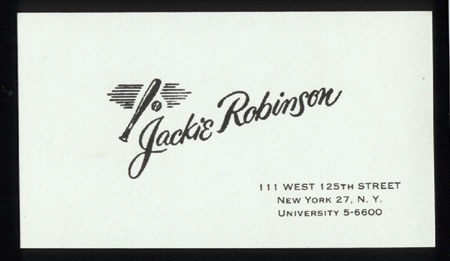 Jackie Robinson
111 WEST 125TH STREET
NEW YORK 27, N. Y.
UNIVERSITY 5-6600